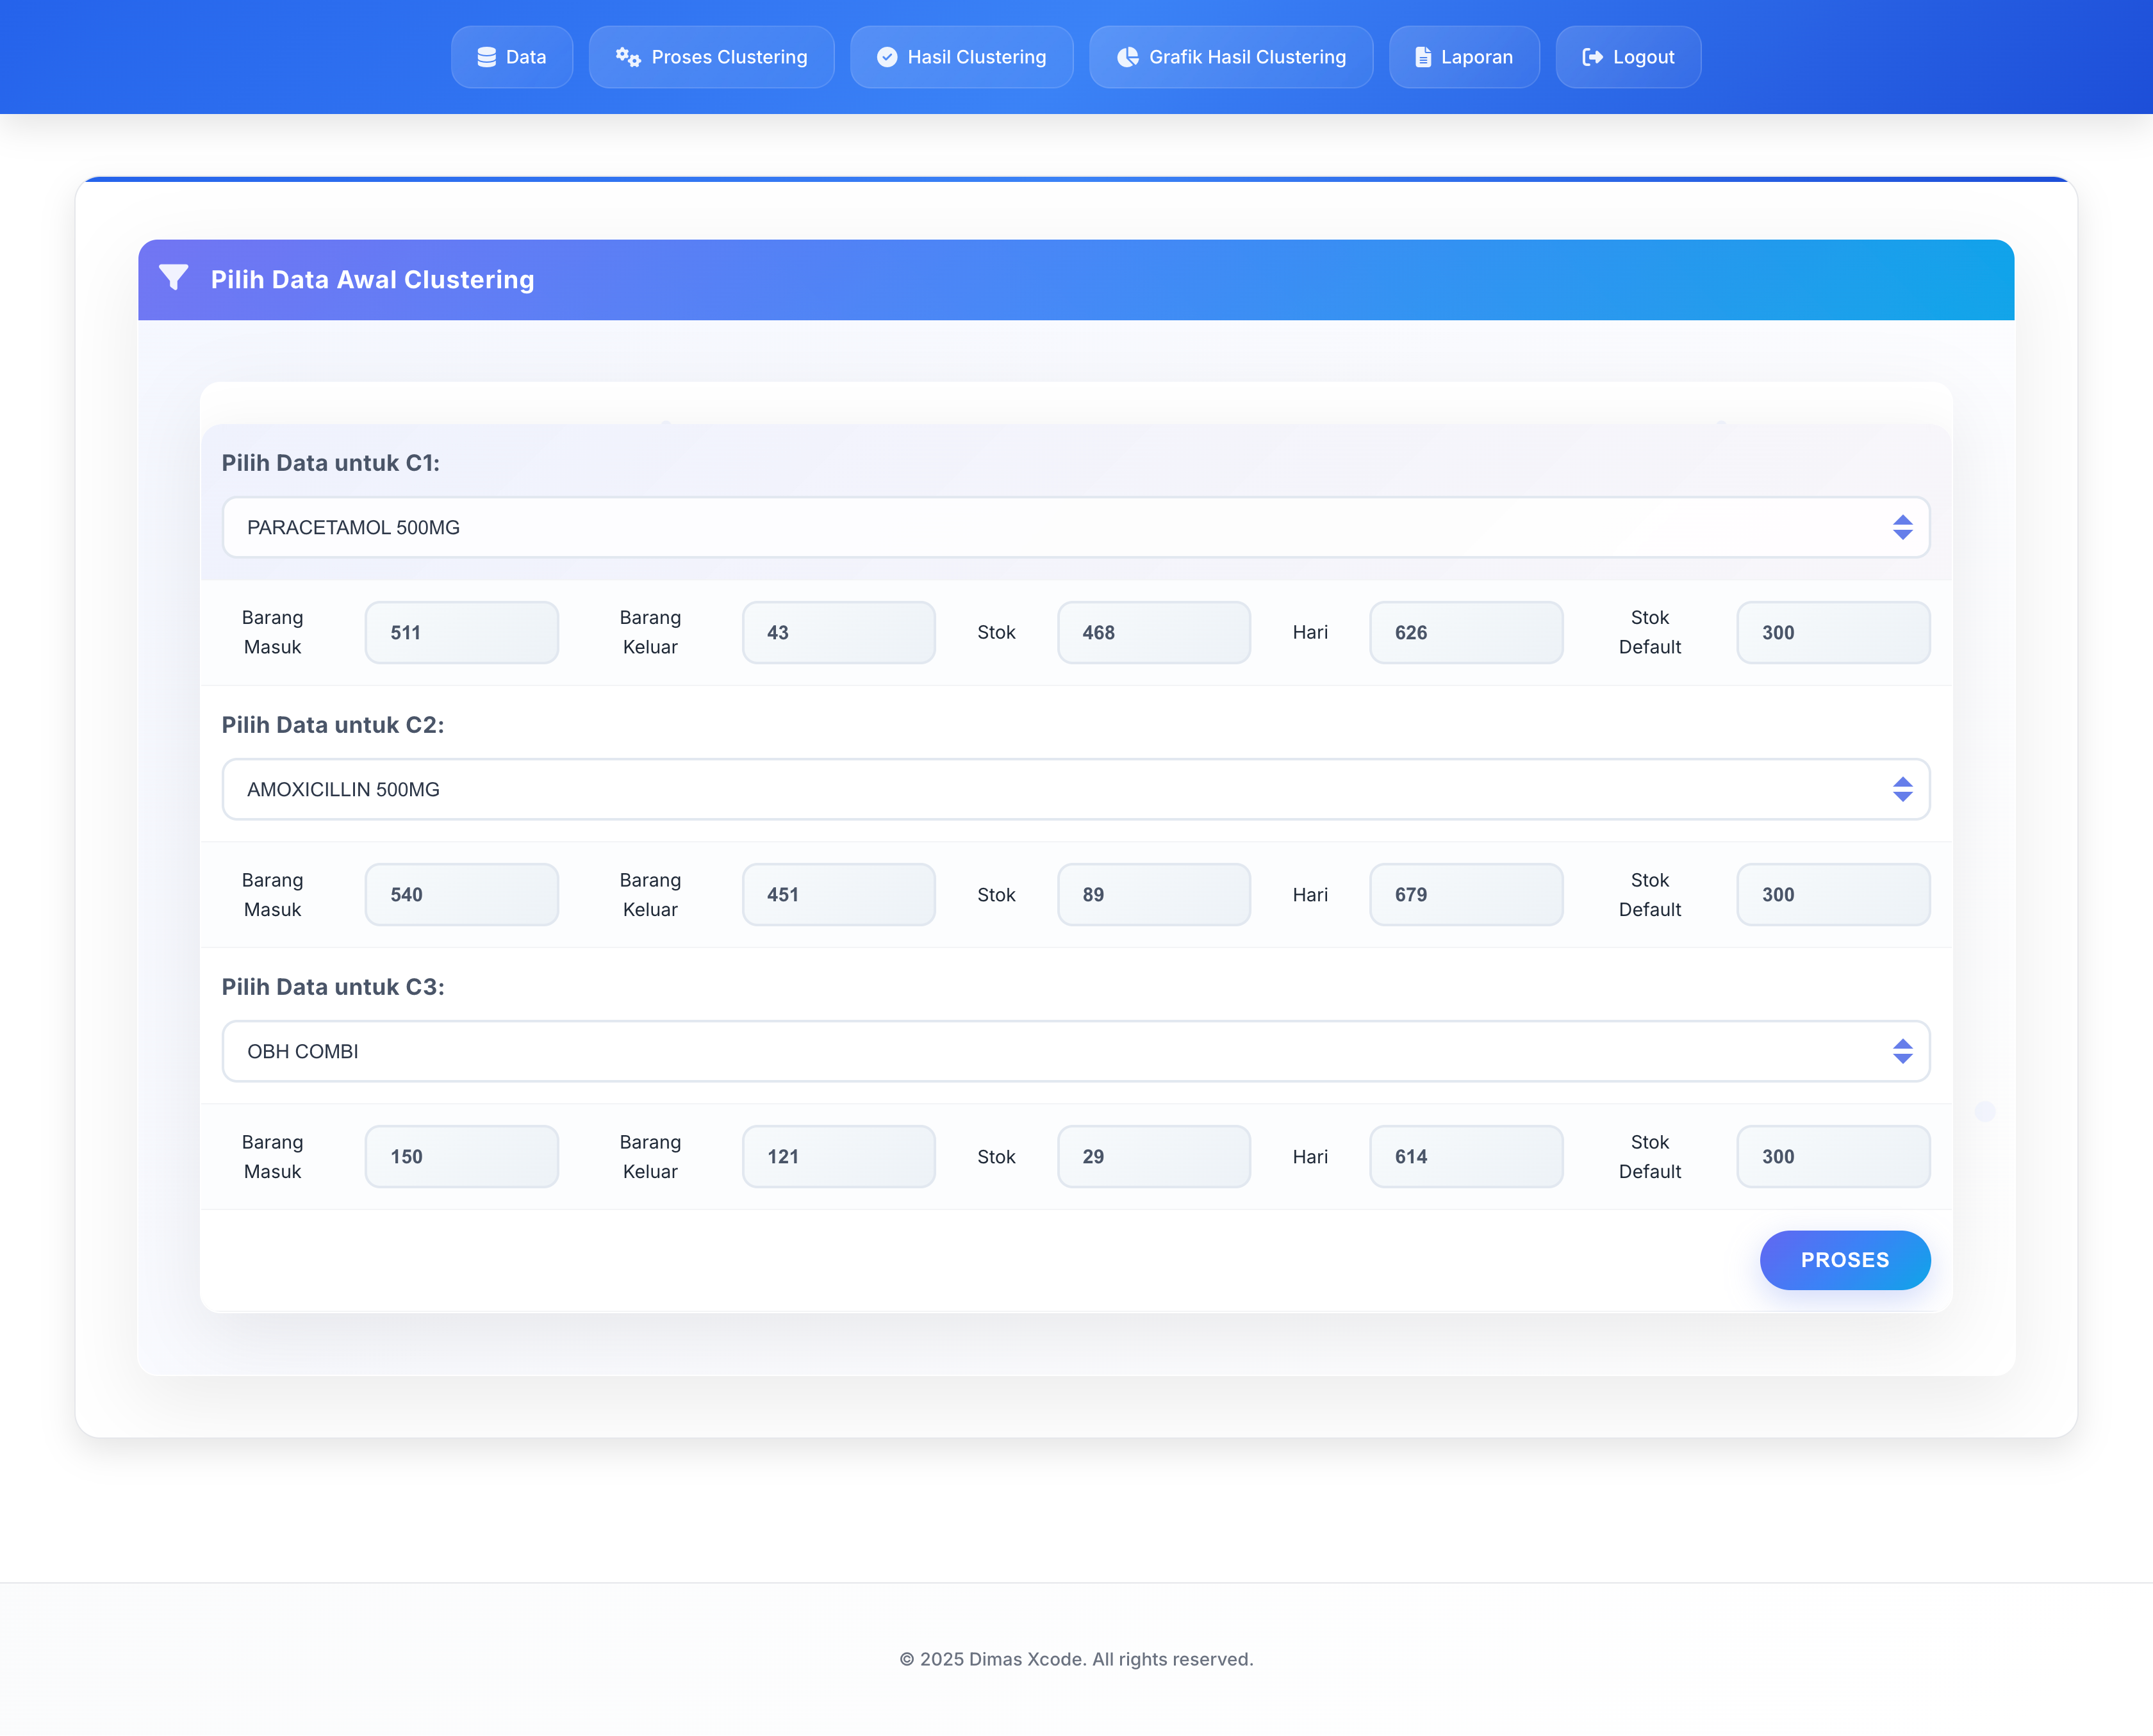 Data
Proses Clustering
Hasil Clustering
Grafik Hasil Clustering
Laporan
Logout
Pilih Data Awal Clustering
Pilih Data untuk C1:
PARACETAMOL 500MG
Barang Masuk 511 Barang Keluar 43 Stok 468 Hari 626 Stok Default 300
Pilih Data untuk C2:
AMOXICILLIN 500MG
Barang Masuk 540 Barang Keluar 451 Stok 89 Hari 679 Stok Default 300
Pilih Data untuk C3:
OBH COMBI
Barang Masuk 150 Barang Keluar 121 Stok 29 Hari 614 Stok Default 300
PROSES
© 2025 Dimas Xcode. All rights reserved.